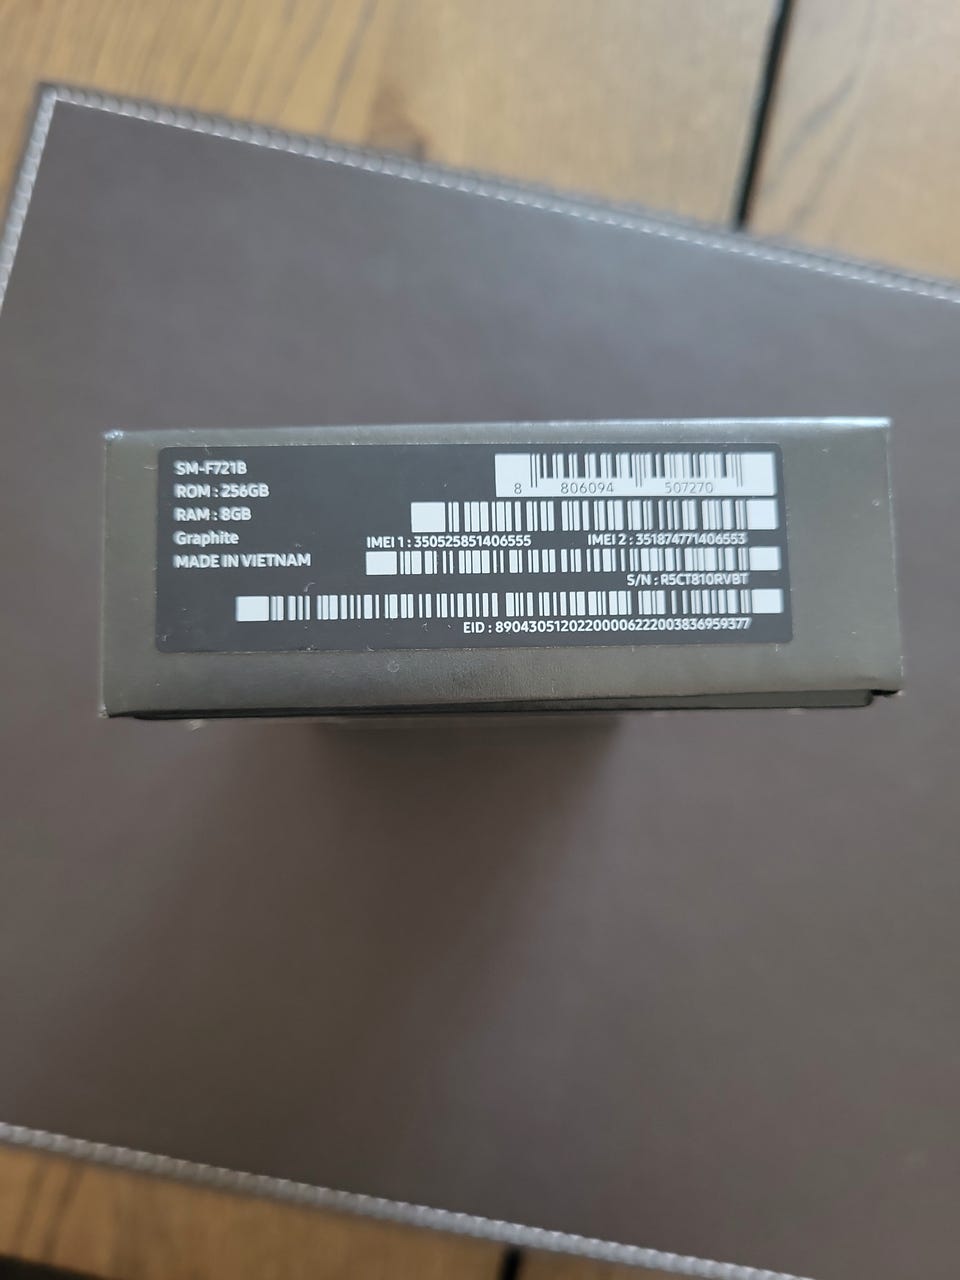 SM-F721B
ROM : 256GB
RAM : 8GB
Graphite
MADE IN VIETNAM
8 806094 507270
IMEI 1 : 350525851406555 IMEI 2 : 351874771406553
S/N : R5CT810RVBT
EID : 89043051202200006222003836959377